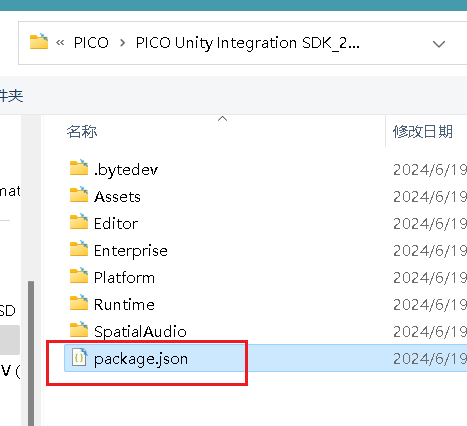 « PICO › PICO Unity Integration SDK_2...
件夹
名称 修改日期
.bytedev 2024/6/19
Assets 2024/6/19
mat
Editor 2024/6/19
Enterprise 2024/6/19
Platform 2024/6/19
Runtime 2024/6/19
SD
SpatialAudio 2024/6/19
package.json 2024/6/19
V (